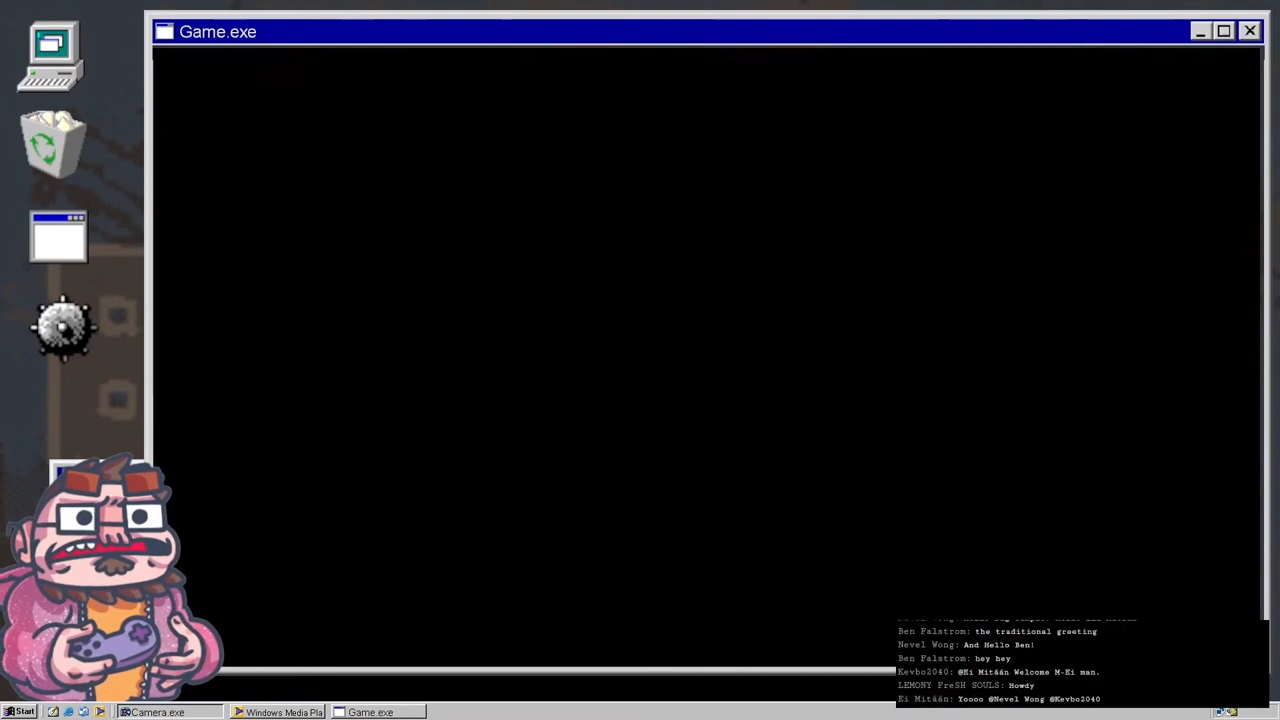 Game.exe
Ben Falstrom: the traditional greeting
Nevel Wong: And Hello Ben!
Ben Falstrom: hey hey
Kevbo2040: @Ei Mitään Welcome M-Ei man.
LEMONY FreSH SOULS: Howdy
Ei Mitään: Yoooo @Nevel Wong @Kevbo2040
Start
Camera.exe
Windows Media Pla
Game.exe